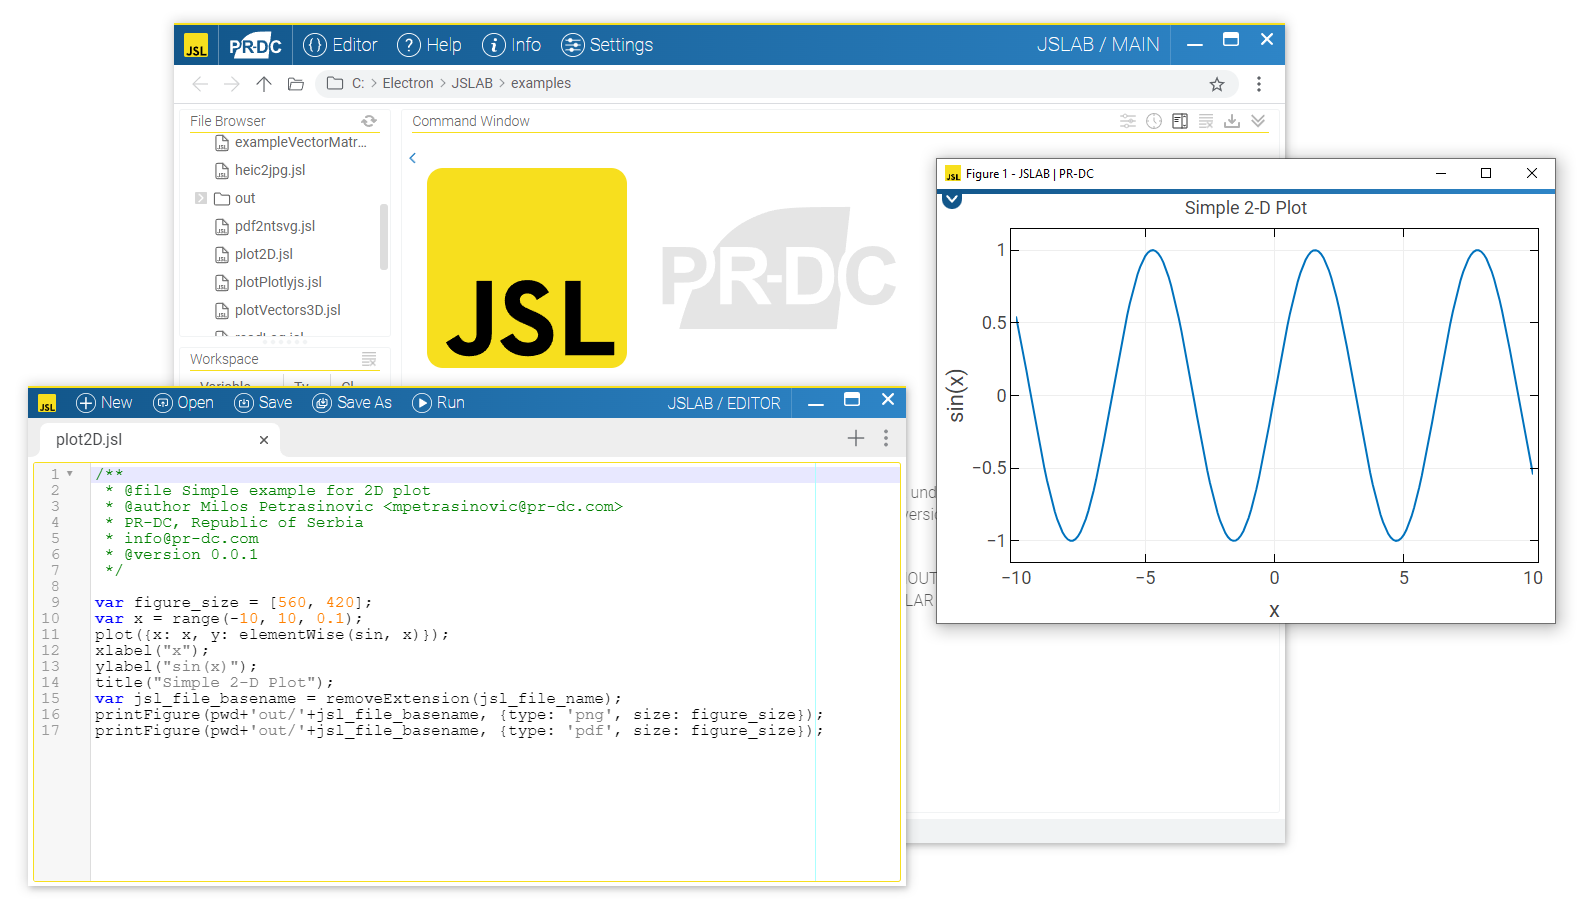 JSL PR-DC Editor Help Info Settings JSLAB / MAIN
C: > Electron > JSLAB > examples
File Browser
exampleVectorMatr...
heic2jpg.jsl
out
pdf2ntsvg.jsl
plot2D.jsl
plotPlotlyjs.jsl
plotVectors3D.jsl
Workspace
Command Window
JSL
PR-DC
und
versio
OUT
LAR
JSL Figure 1 - JSLAB | PR-DC
Simple 2-D Plot
1
0.5
0
−0.5
−1
sin(x)
−10 −5 0 5 10
x
JSL New Open Save Save As Run JSLAB / EDITOR
plot2D.jsl
1 /**
2 * @file Simple example for 2D plot
3 * @author Milos Petrasinovic <mpetrasinovic@pr-dc.com>
4 * PR-DC, Republic of Serbia
5 * info@pr-dc.com
6 * @version 0.0.1
7 */
8
9 var figure_size = [560, 420];
10 var x = range(-10, 10, 0.1);
11 plot({x: x, y: elementWise(sin, x)});
12 xlabel("x");
13 ylabel("sin(x)");
14 title("Simple 2-D Plot");
15 var jsl_file_basename = removeExtension(jsl_file_name);
16 printFigure(pwd+'out/'+jsl_file_basename, {type: 'png', size: figure_size});
17 printFigure(pwd+'out/'+jsl_file_basename, {type: 'pdf', size: figure_size});